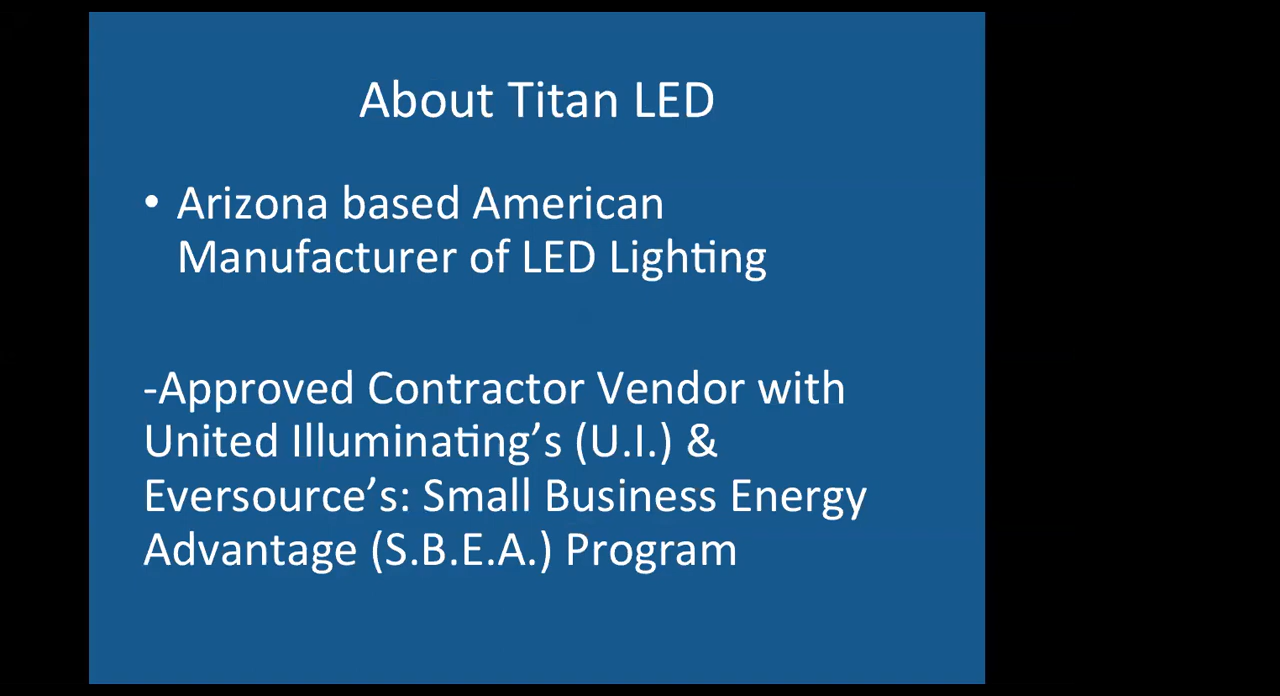 About Titan LED
• Arizona based American
Manufacturer of LED Lighting
-Approved Contractor Vendor with
United Illuminating’s (U.I.) &
Eversource’s: Small Business Energy
Advantage (S.B.E.A.) Program